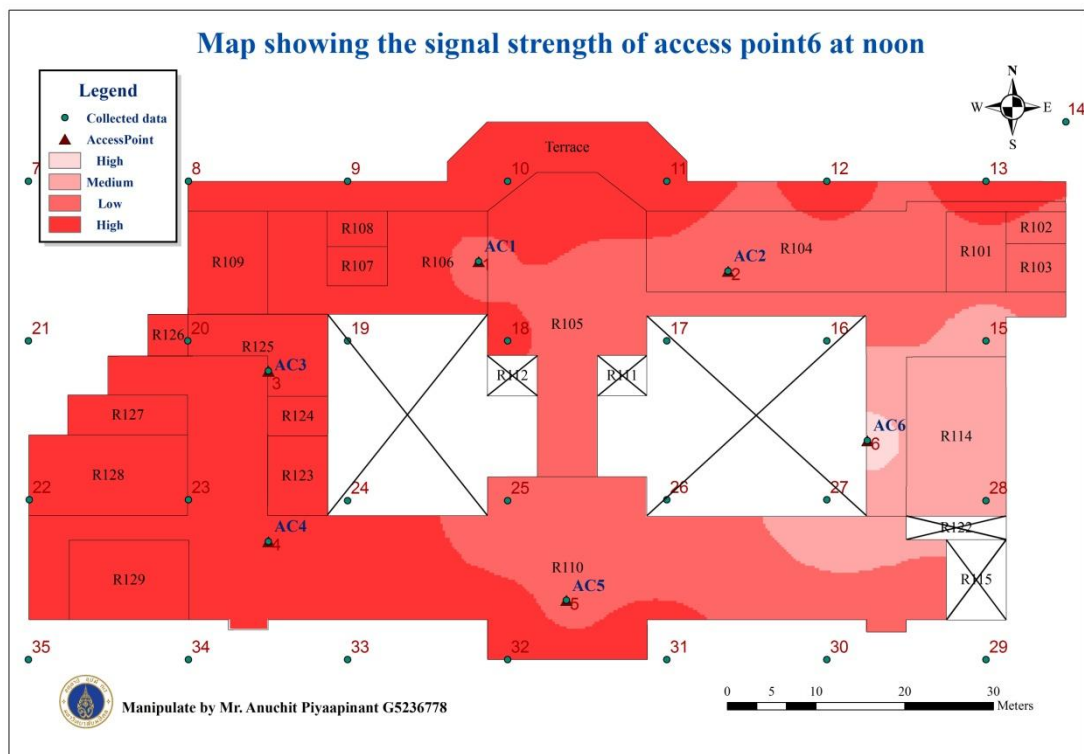 Map showing the signal strength of access point6 at noon
Legend
Collected data
AccessPoint
High
Medium
Low
High
N
W E
S
14
7 8 9 10 11 12 13
Terrace
R108
R107
R109
R106
AC1
1
AC2
2
R104
R101
R102
R103
R105
21
R126
20
R125
19
18
17
16
15
AC3
3
R112
R111
R127
R124
AC6
6
R114
R128
R123
22 23 24 25 26 27 28
R122
AC4
4
R110
R129
AC5
5
R115
35 34 33 32 31 30 29
Manipulate by Mr. Anuchit Piyaapinant G5236778
0 5 10 20 30
Meters